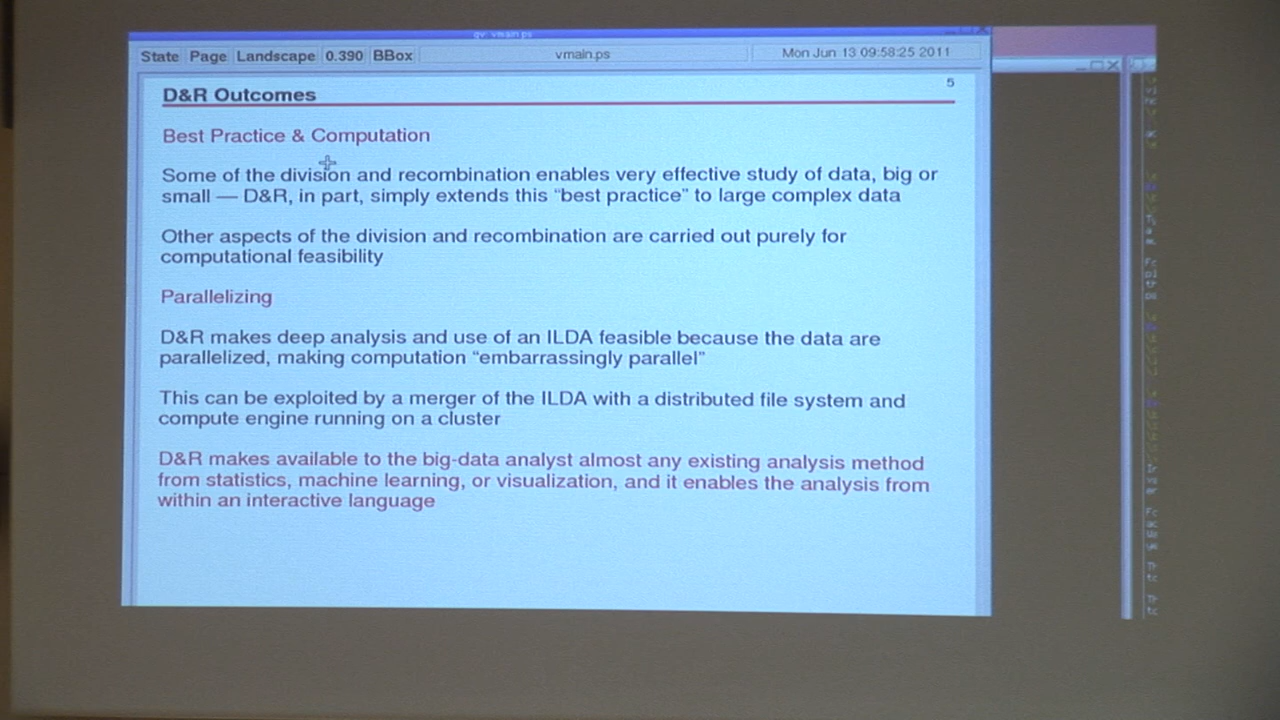 gv: vmain.ps
State Page Landscape 0.390 BBox vmain.ps Mon Jun 13 09:58:25 2011
5
D&R Outcomes
Best Practice & Computation
Some of the division and recombination enables very effective study of data, big or
small — D&R, in part, simply extends this “best practice” to large complex data
Other aspects of the division and recombination are carried out purely for
computational feasibility
Parallelizing
D&R makes deep analysis and use of an ILDA feasible because the data are
parallelized, making computation “embarrassingly parallel”
This can be exploited by a merger of the ILDA with a distributed file system and
compute engine running on a cluster
D&R makes available to the big-data analyst almost any existing analysis method
from statistics, machine learning, or visualization, and it enables the analysis from
within an interactive language